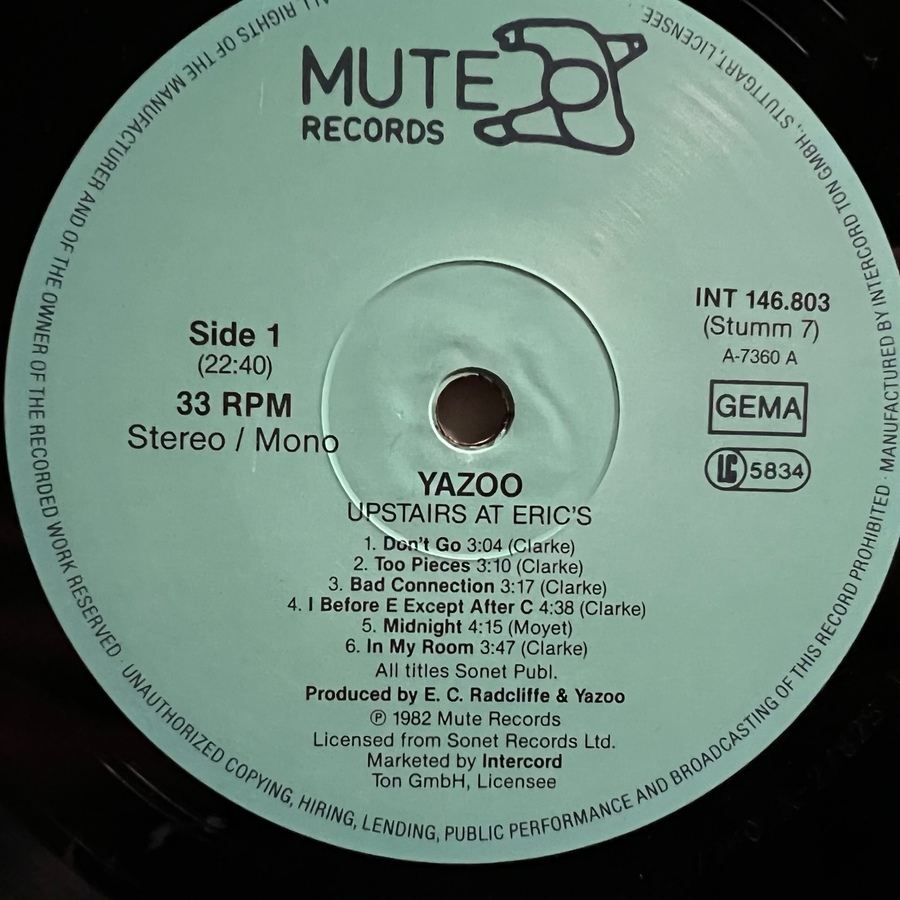 MUTE
RECORDS
Side 1
(22:40)
33 RPM
Stereo / Mono
INT 146.803
(Stumm 7)
A-7360 A
GEMA
LC 5834
YAZOO
UPSTAIRS AT ERIC'S
1. Don't Go 3:04 (Clarke)
2. Too Pieces 3:10 (Clarke)
3. Bad Connection 3:17 (Clarke)
4. I Before E Except After C 4:38 (Clarke)
5. Midnight 4:15 (Moyet)
6. In My Room 3:47 (Clarke)
All titles Sonet Publ.
Produced by E. C. Radcliffe & Yazoo
℗ 1982 Mute Records
Licensed from Sonet Records Ltd.
Marketed by Intercord
Ton GmbH, Licensee
ALL RIGHTS OF THE MANUFACTURER AND OF THE OWNER OF THE RECORDED WORK RESERVED · UNAUTHORIZED COPYING, HIRING, LENDING, PUBLIC PERFORMANCE AND BROADCASTING OF THIS RECORD PROHIBITED · MANUFACTURED BY INTERCORD TON GMBH., STUTTGART, LICENSEE.